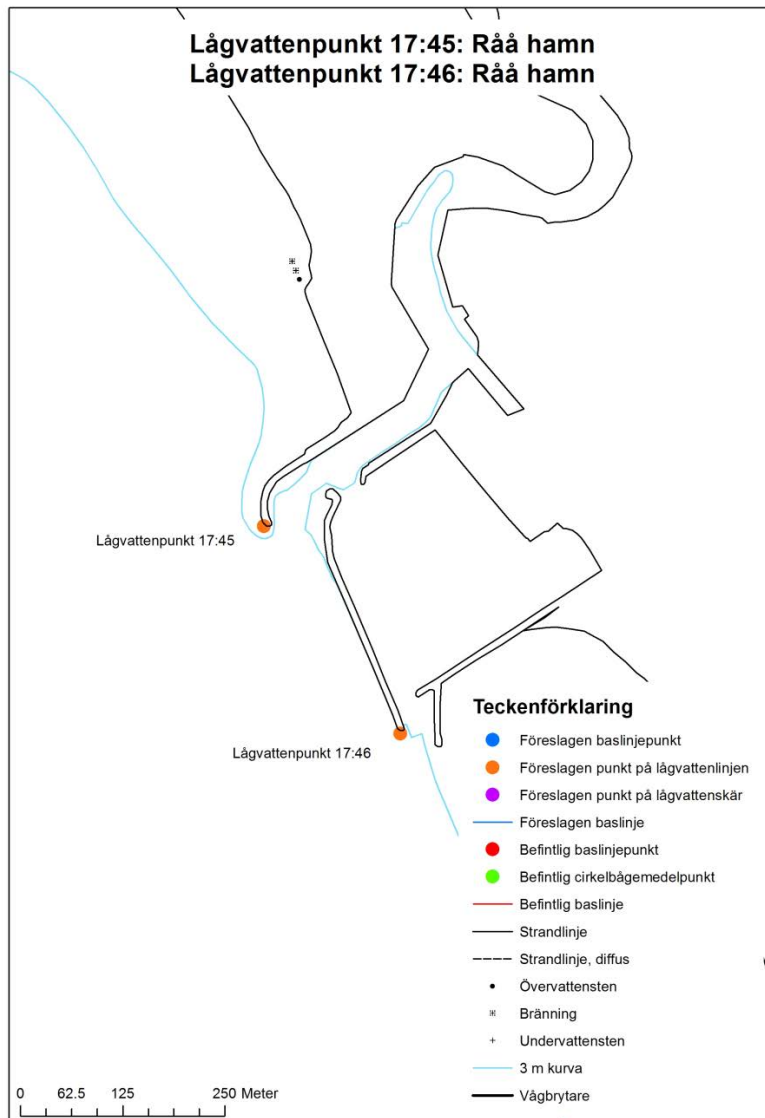 Lågvattenpunkt 17:45: Råå hamn
Lågvattenpunkt 17:46: Råå hamn
Lågvattenpunkt 17:45
Lågvattenpunkt 17:46
Teckenförklaring
Föreslagen baslinjepunkt
Föreslagen punkt på lågvattenlinjen
Föreslagen punkt på lågvattenskär
Föreslagen baslinje
Befintlig baslinjepunkt
Befintlig cirkelbågemedelpunkt
Befintlig baslinje
Strandlinje
Strandlinje, diffus
Övervattensten
Bränning
Undervattensten
3 m kurva
Vågbrytare
0 62.5 125 250 Meter